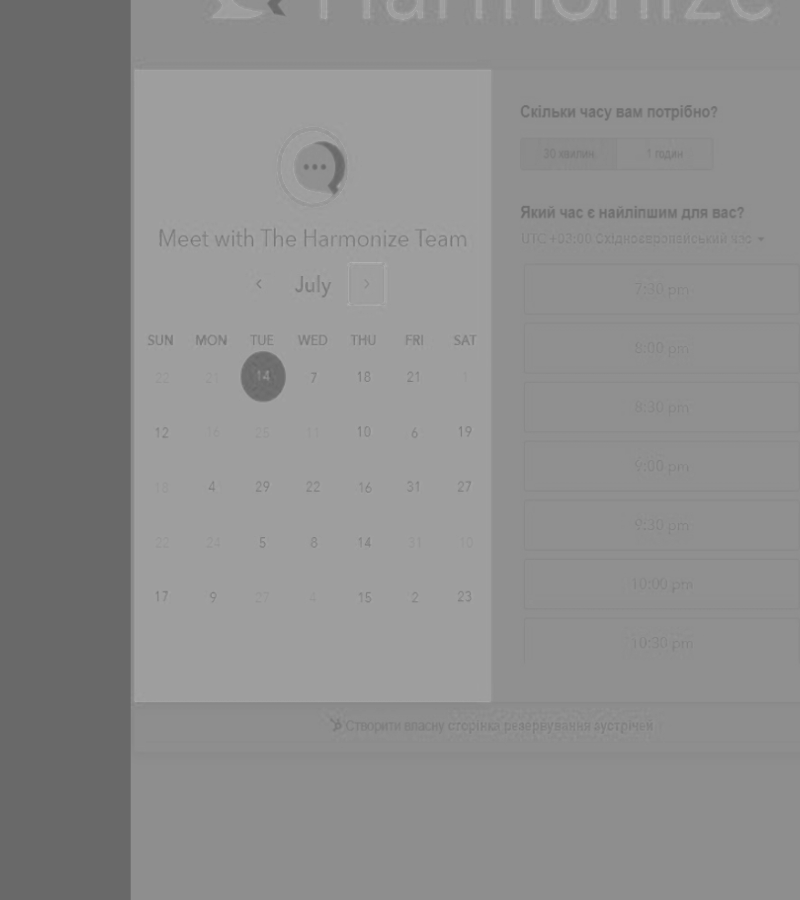 Harmonize
Meet with The Harmonize Team
July
SUN MON TUE WED THU FRI SAT
22 21 14 7 18 21 1
12 16 25 11 10 6 19
18 4 29 22 16 31 27
23 24 5 8 14 31 10
17 9 27 4 15 2 23
Скільки часу вам потрібно?
30 хвилин 1 годин
Який час є найліпшим для вас?
UTC +02:00 Східноєвропейський час
7:30 pm
8:00 pm
8:30 pm
9:00 pm
9:30 pm
10:00 pm
10:30 pm
Створити власну сторінка резервування зустрічей